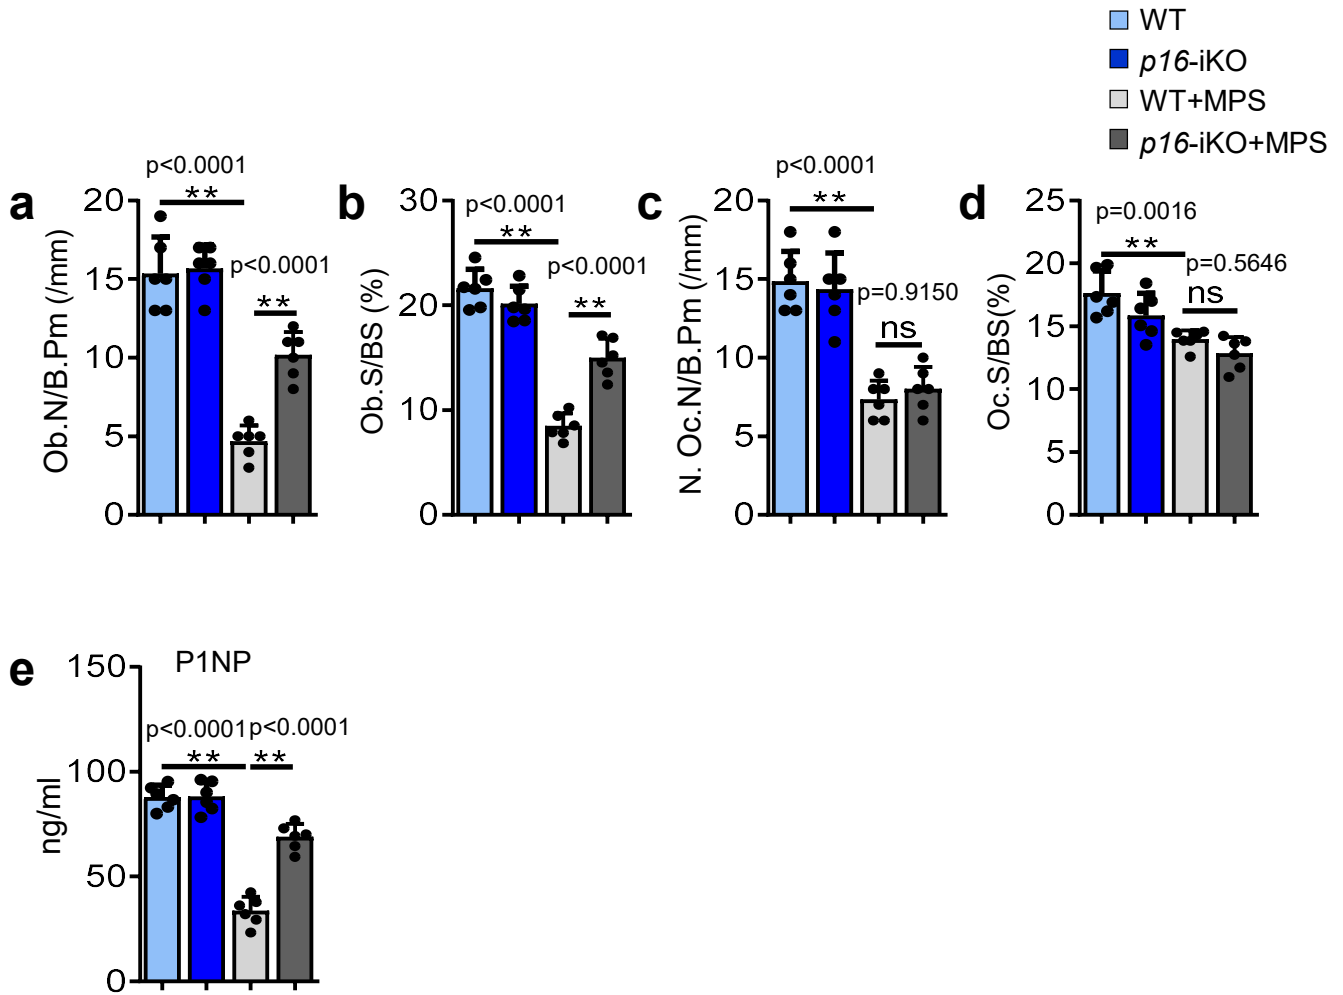 WT
p16-iKO
WT+MPS
p16-iKO+MPS
a
Ob.N/B.Pm (/mm)
20
15
10
5
0
p<0.0001
**
p<0.0001
**
b
Ob.S/BS (%)
30
20
10
0
p<0.0001
**
p<0.0001
**
c
N. Oc.N/B.Pm (/mm)
20
15
10
5
0
p<0.0001
**
p=0.9150
ns
d
Oc.S/BS(%)
25
20
15
10
5
0
p=0.0016
**
p=0.5646
ns
e
P1NP
ng/ml
150
100
50
0
p<0.0001
**
p<0.0001
**